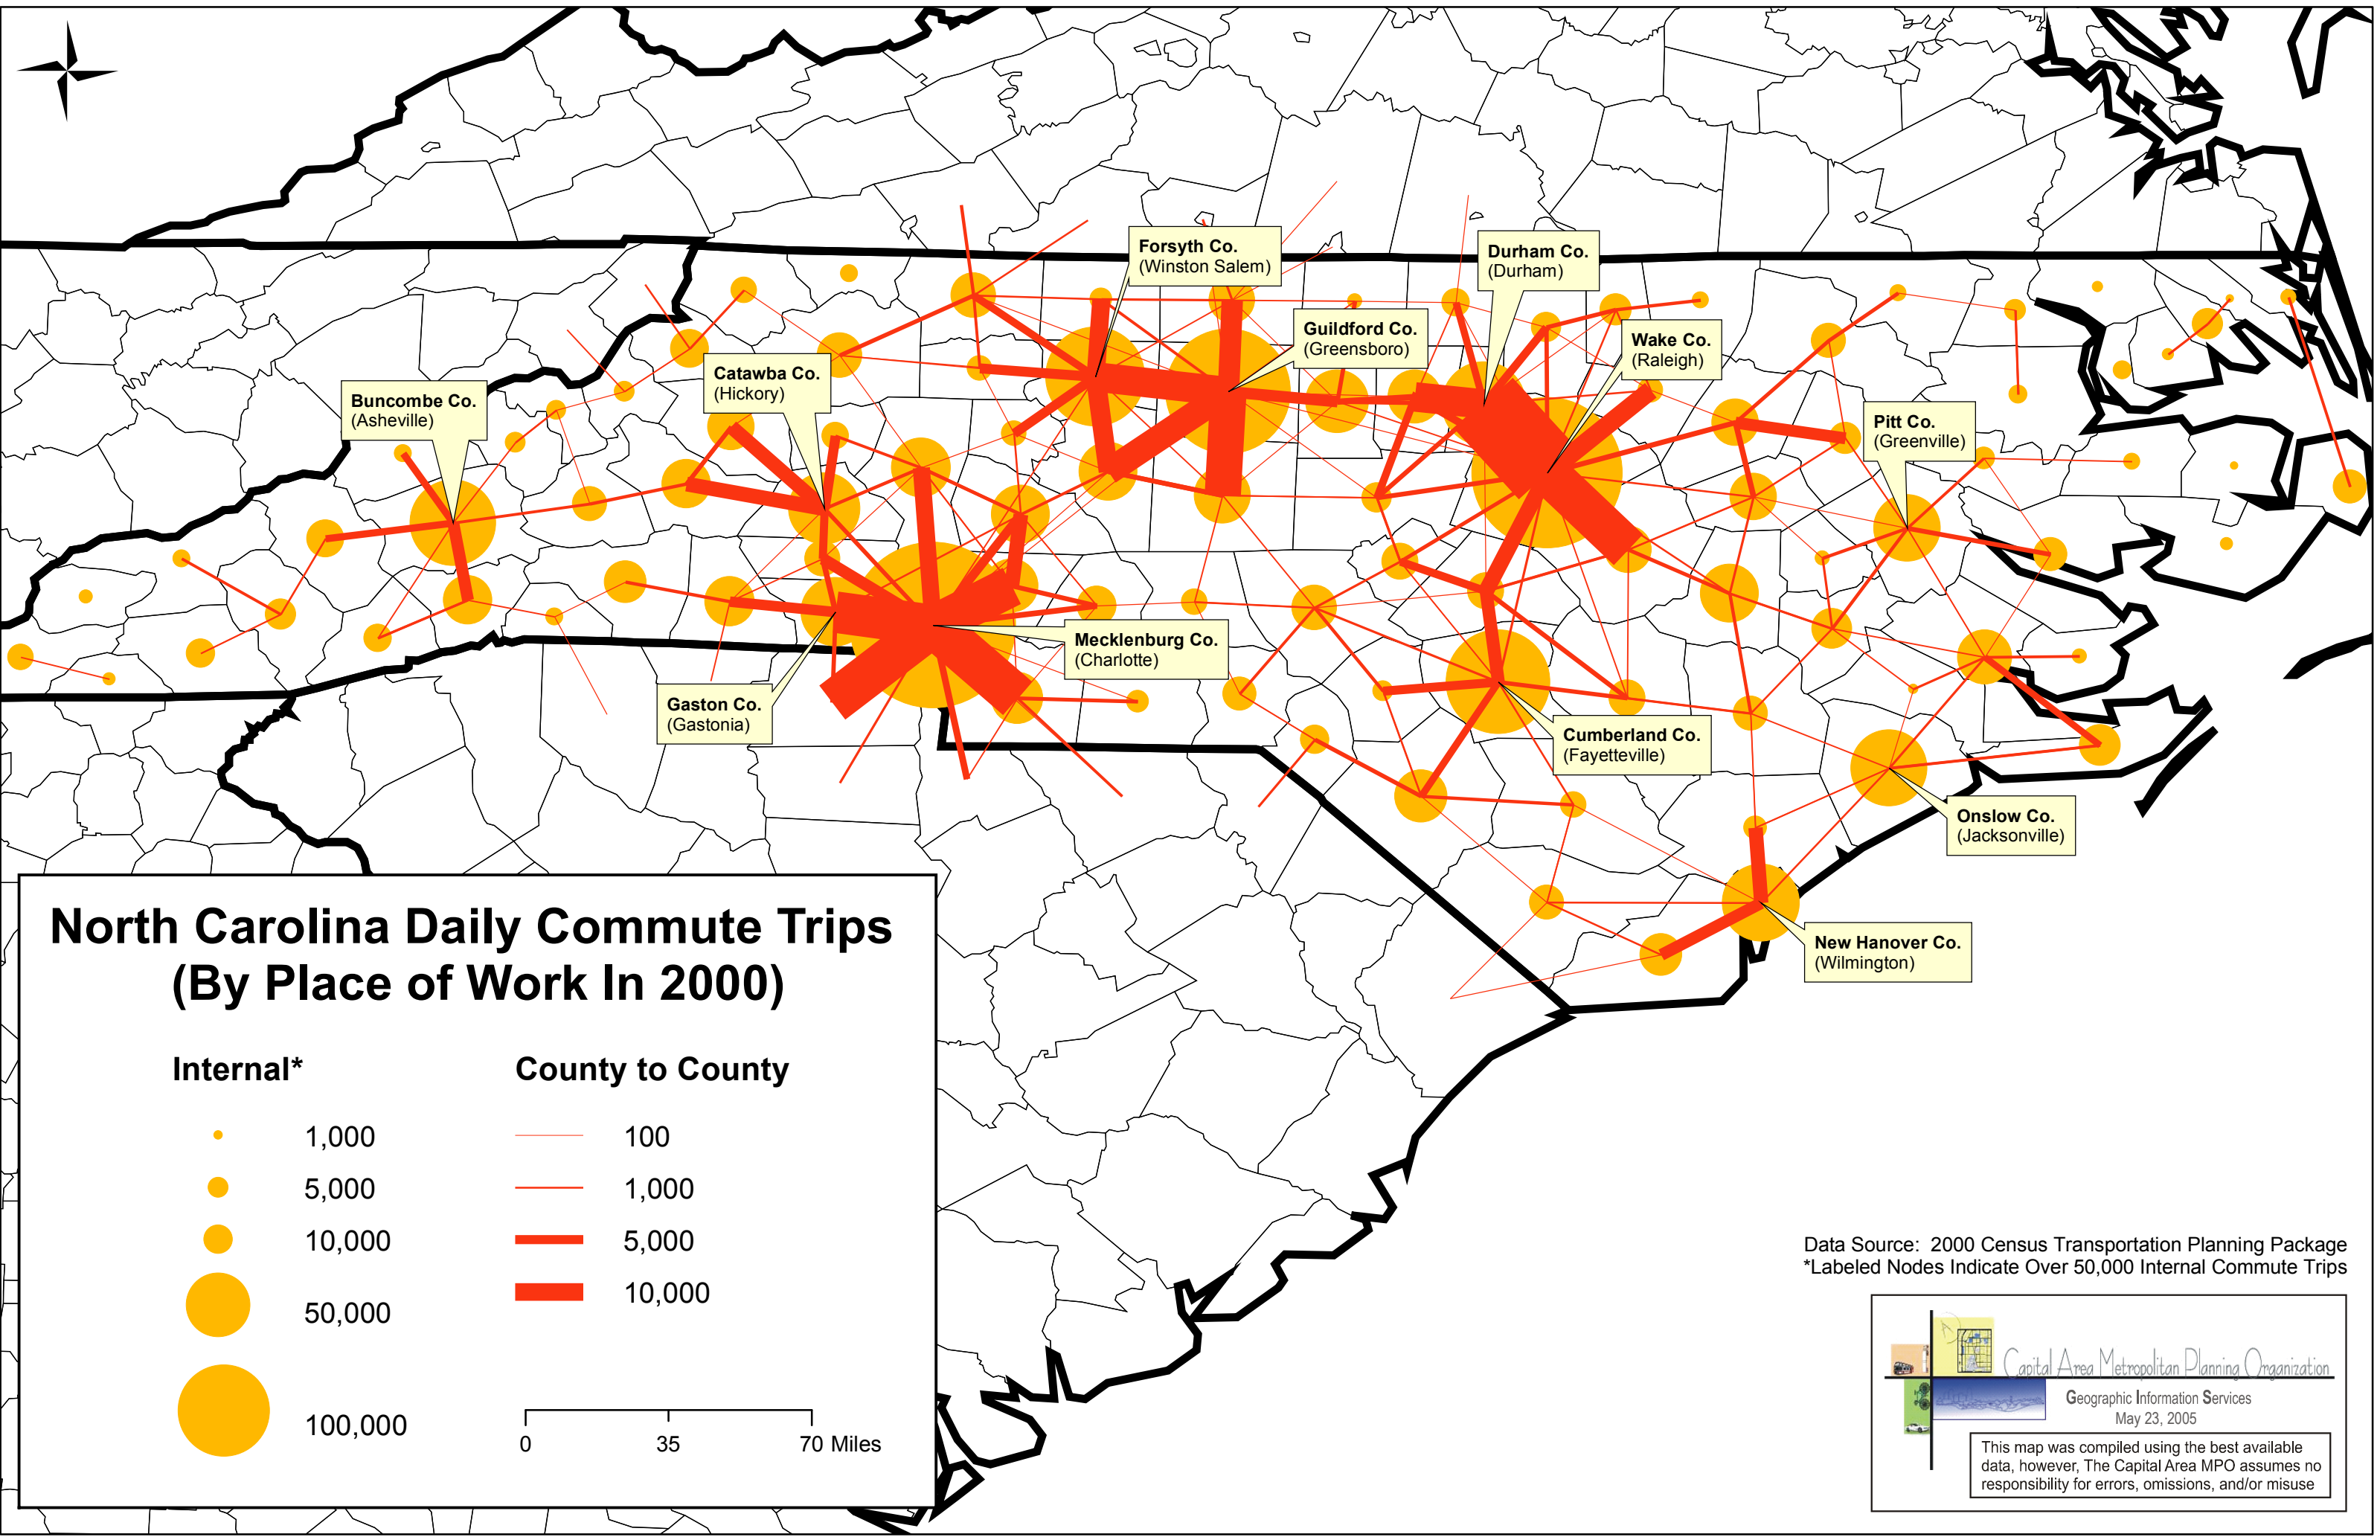 Forsyth Co.
(Winston Salem)
Durham Co.
(Durham)
Guildford Co.
(Greensboro)
Wake Co.
(Raleigh)
Catawba Co.
(Hickory)
Buncombe Co.
(Asheville)
Pitt Co.
(Greenville)
Mecklenburg Co.
(Charlotte)
Gaston Co.
(Gastonia)
Cumberland Co.
(Fayetteville)
Onslow Co.
(Jacksonville)
New Hanover Co.
(Wilmington)
North Carolina Daily Commute Trips
(By Place of Work In 2000)
Internal*
1,000
5,000
10,000
50,000
100,000
County to County
100
1,000
5,000
10,000
0 35 70 Miles
Data Source: 2000 Census Transportation Planning Package
*Labeled Nodes Indicate Over 50,000 Internal Commute Trips
Capital Area Metropolitan Planning Organization
Geographic Information Services
May 23, 2005
This map was compiled using the best available
data, however, The Capital Area MPO assumes no
responsibility for errors, omissions, and/or misuse